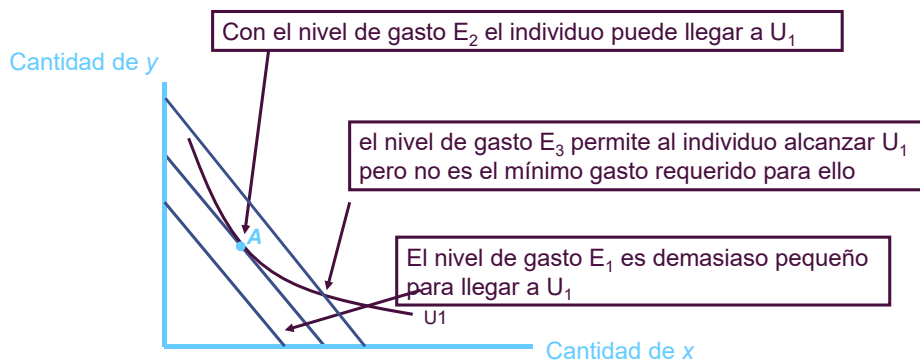 Con el nivel de gasto E₂ el individuo puede llegar a U₁
Cantidad de y
el nivel de gasto E₃ permite al individuo alcanzar U₁
pero no es el mínimo gasto requerido para ello
A
El nivel de gasto E₁ es demasiaso pequeño
para llegar a U₁
U1
Cantidad de x